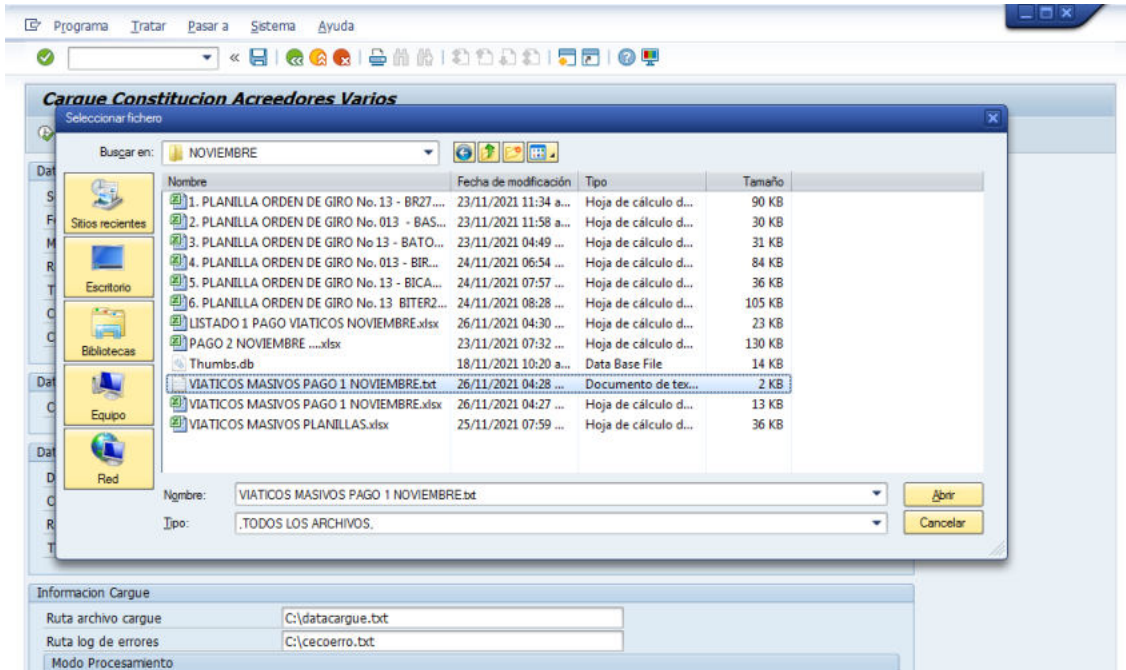 Programa Tratar Pasar a Sistema Ayuda
Cargue Constitucion Acreedores Varios
Seleccionar fichero
Buscar en: NOVIEMBRE
Nombre Fecha de modificación Tipo Tamaño
1. PLANILLA ORDEN DE GIRO No. 13 - BR27.... 23/11/2021 11:34 a... Hoja de cálculo d... 90 KB
2. PLANILLA ORDEN DE GIRO No. 013 - BAS... 23/11/2021 11:58 a... Hoja de cálculo d... 30 KB
3. PLANILLA ORDEN DE GIRO No 13 - BATO... 23/11/2021 04:49 ... Hoja de cálculo d... 31 KB
4. PLANILLA ORDEN DE GIRO No. 013 - BIR... 24/11/2021 06:54 ... Hoja de cálculo d... 84 KB
5. PLANILLA ORDEN DE GIRO No. 13 - BICA... 24/11/2021 07:57 ... Hoja de cálculo d... 36 KB
6. PLANILLA ORDEN DE GIRO No. 13 BITER2... 24/11/2021 08:28 ... Hoja de cálculo d... 105 KB
LISTADO 1 PAGO VIATICOS NOVIEMBRE.xlsx 26/11/2021 04:30 ... Hoja de cálculo d... 23 KB
PAGO 2 NOVIEMBRE ....xlsx 23/11/2021 07:32 ... Hoja de cálculo d... 130 KB
Thumbs.db 18/11/2021 10:20 a... Data Base File 14 KB
VIATICOS MASIVOS PAGO 1 NOVIEMBRE.txt 26/11/2021 04:28 ... Documento de tex... 2 KB
VIATICOS MASIVOS PAGO 1 NOVIEMBRE.xlsx 26/11/2021 04:27 ... Hoja de cálculo d... 13 KB
VIATICOS MASIVOS PLANILLAS.xlsx 25/11/2021 07:59 ... Hoja de cálculo d... 36 KB
Sitios recientes
Escritorio
Bibliotecas
Equipo
Red
Nombre: VIATICOS MASIVOS PAGO 1 NOVIEMBRE.txt Abrir
Tipo: ,TODOS LOS ARCHIVOS, Cancelar
Informacion Cargue
Ruta archivo cargue C:\datacargue.txt
Ruta log de errores C:\cecoerro.txt
Modo Procesamiento